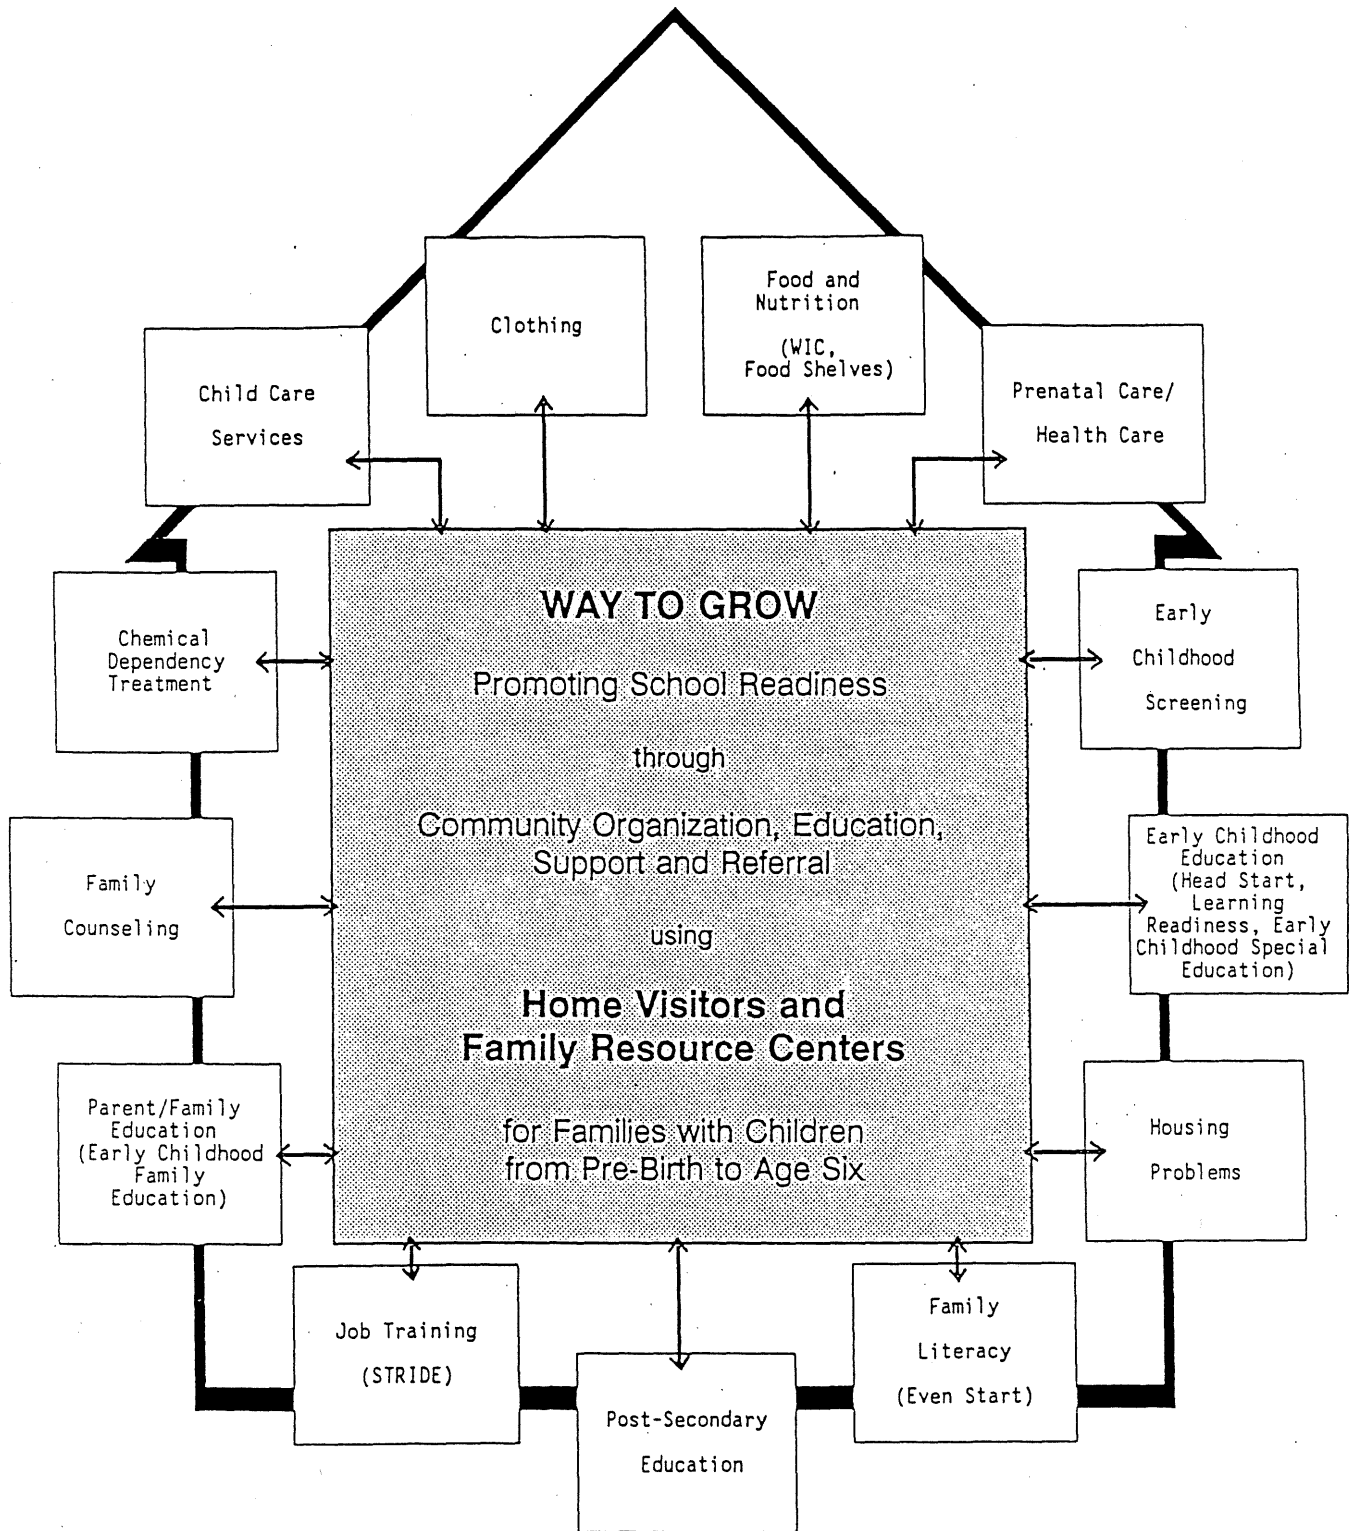 Clothing
Food and
Nutrition
(WIC,
Food Shelves)
Child Care
Services
Prenatal Care/
Health Care
WAY TO GROW
Promoting School Readiness
through
Community Organization, Education,
Support and Referral
using
Home Visitors and
Family Resource Centers
for Families with Children
from Pre-Birth to Age Six
Chemical
Dependency
Treatment
Early
Childhood
Screening
Family
Counseling
Early Childhood
Education
(Head Start,
Learning
Readiness, Early
Childhood Special
Education)
Parent/Family
Education
(Early Childhood
Family
Education)
Housing
Problems
Job Training
(STRIDE)
Post-Secondary
Education
Family
Literacy
(Even Start)